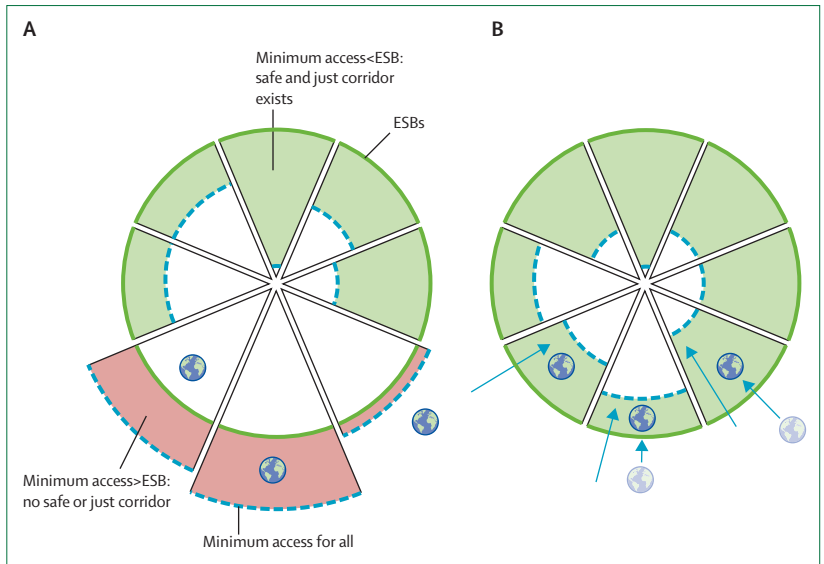 A
B
Minimum access<ESB:
safe and just corridor
exists
ESBs
Minimum access>ESB:
no safe or just corridor
Minimum access for all